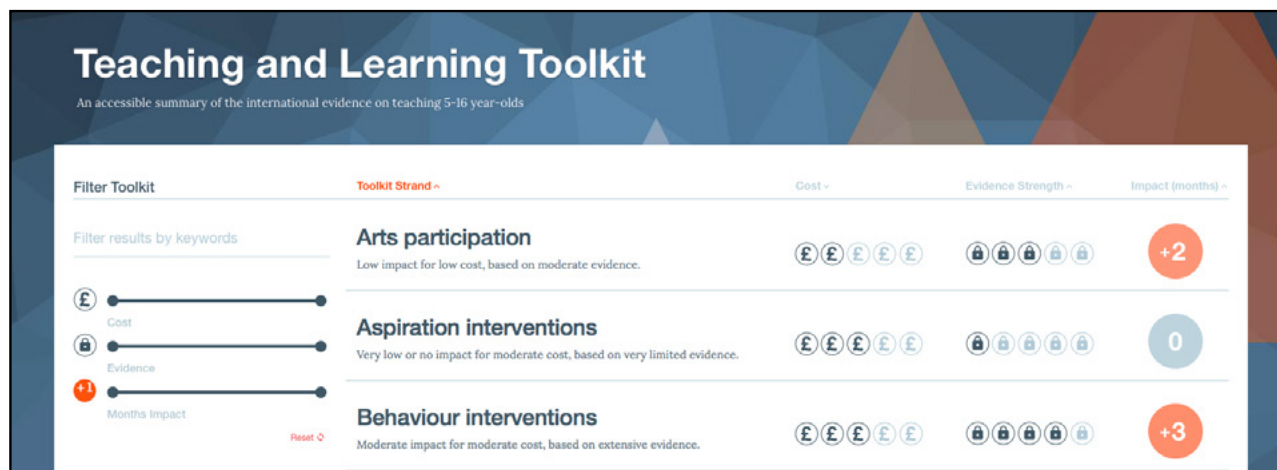 Teaching and Learning Toolkit
An accessible summary of the international evidence on teaching 5-16 year-olds
Filter Toolkit
Toolkit Strand
Cost
Evidence Strength
Impact (months)
Filter results by keywords
£
Cost
Evidence
+1
Months Impact
Reset
Arts participation
Low impact for low cost, based on moderate evidence.
£ £ £ £ £
+2
Aspiration interventions
Very low or no impact for moderate cost, based on very limited evidence.
£ £ £ £ £
0
Behaviour interventions
Moderate impact for moderate cost, based on extensive evidence.
£ £ £ £ £
+3